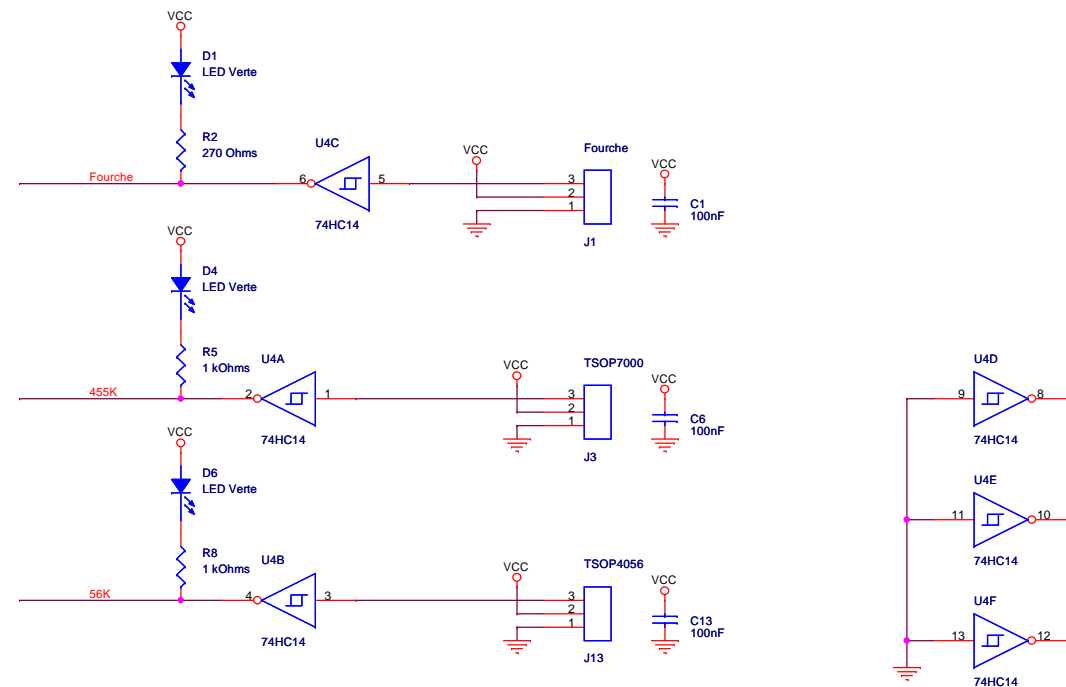 VCC
D1
LED Verte
R2
270 Ohms
Fourche
U4C
6
5
74HC14
VCC
Fourche
3
2
1
J1
VCC
C1
100nF
VCC
D4
LED Verte
R5
1 kOhms
455K
U4A
2
1
74HC14
VCC
TSOP7000
3
2
1
J3
VCC
C6
100nF
VCC
D6
LED Verte
R8
1 kOhms
56K
U4B
4
3
74HC14
VCC
TSOP4056
3
2
1
J13
VCC
C13
100nF
U4D
9
8
74HC14
U4E
11
10
74HC14
U4F
13
12
74HC14